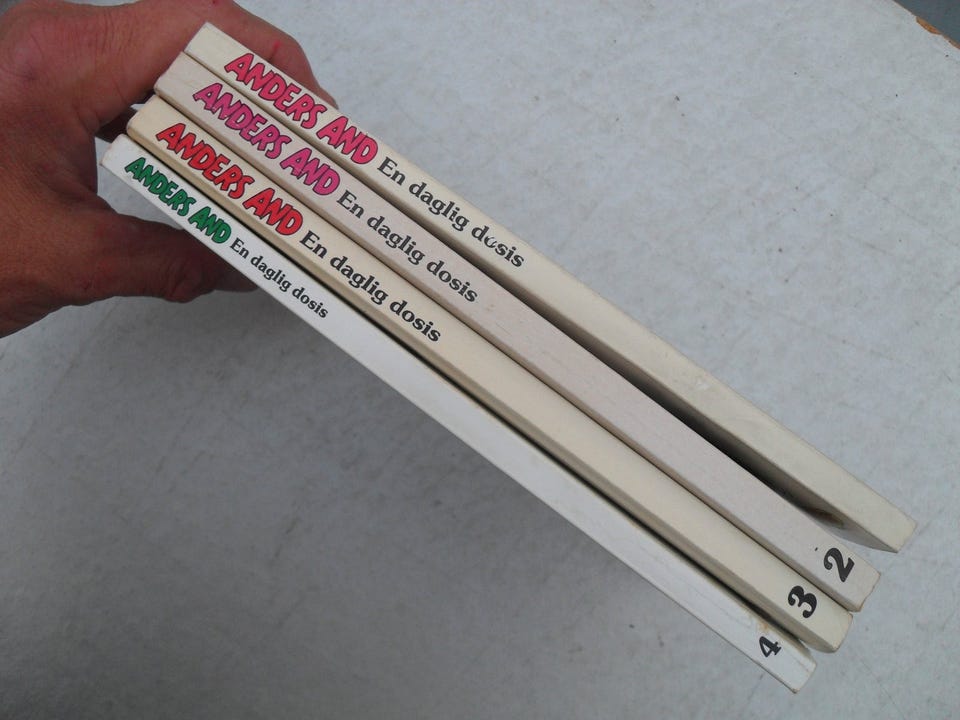 ANDERS AND En daglig dosis
ANDERS AND En daglig dosis 2
ANDERS AND En daglig dosis 3
ANDERS AND En daglig dosis 4